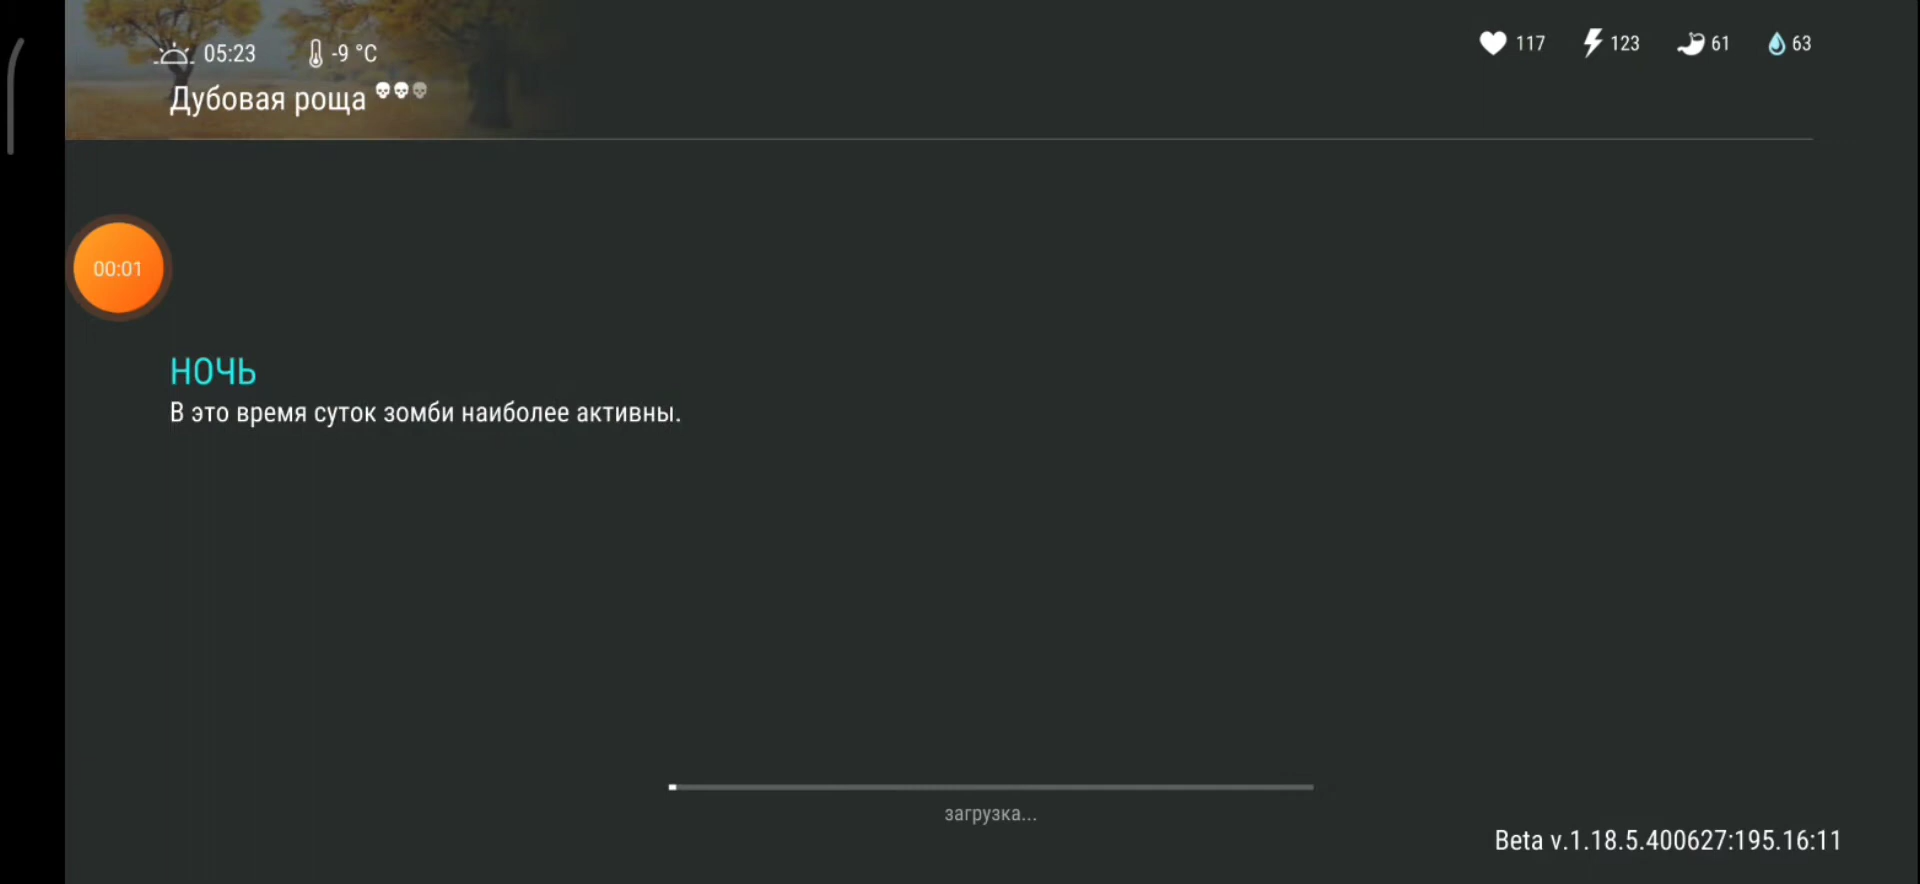 05:23 -9 °C
Дубовая роща
117 123 61 63
00:01
НОЧЬ
В это время суток зомби наиболее активны.
загрузка...
Beta v.1.18.5.400627:195.16:11